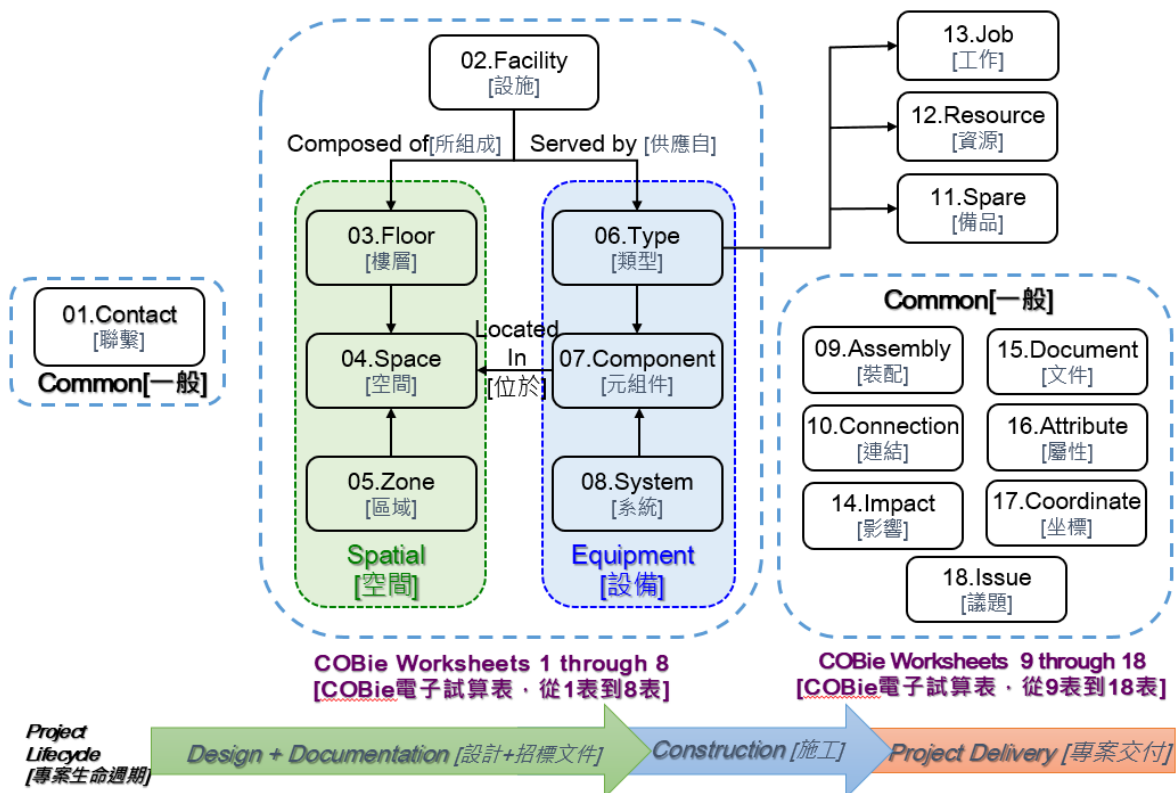 02.Facility
[設施]
Composed of[所組成]
Served by [供應自]
03.Floor
[樓層]
06.Type
[類型]
01.Contact
[聯繫]
Common[一般]
04.Space
[空間]
Located
In
[位於]
07.Component
[元組件]
05.Zone
[區域]
08.System
[系統]
Spatial
[空間]
Equipment
[設備]
13.Job
[工作]
12.Resource
[資源]
11.Spare
[備品]
Common[一般]
09.Assembly
[裝配]
15.Document
[文件]
10.Connection
[連結]
16.Attribute
[屬性]
14.Impact
[影響]
17.Coordinate
[坐標]
18.Issue
[議題]
COBie Worksheets 1 through 8
[COBie電子試算表，從1表到8表]
COBie Worksheets 9 through 18
[COBie電子試算表，從9表到18表]
Project
Lifecycle
[專案生命週期]
Design + Documentation [設計+招標文件]
Construction [施工]
Project Delivery [專案交付]